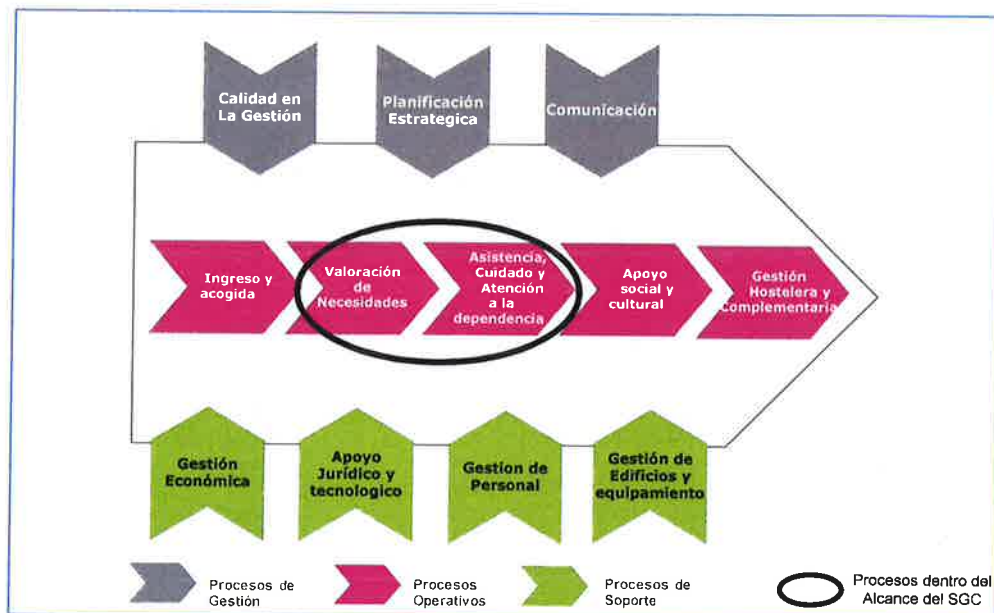 Calidad en
La Gestión
Planificación
Estrategica
Comunicación
Ingreso y
acogida
Valoración
de
Necesidades
Asistencia,
Cuidado y
Atención
a la
dependencia
Apoyo
social y
cultural
Gestión
Hostelera y
Complementaria
Gestión
Económica
Apoyo
Jurídico y
tecnologico
Gestion de
Personal
Gestión de
Edificios y
equipamiento
Procesos de
Gestión
Procesos
Operativos
Procesos de
Soporte
Procesos dentro del
Alcance del SGC